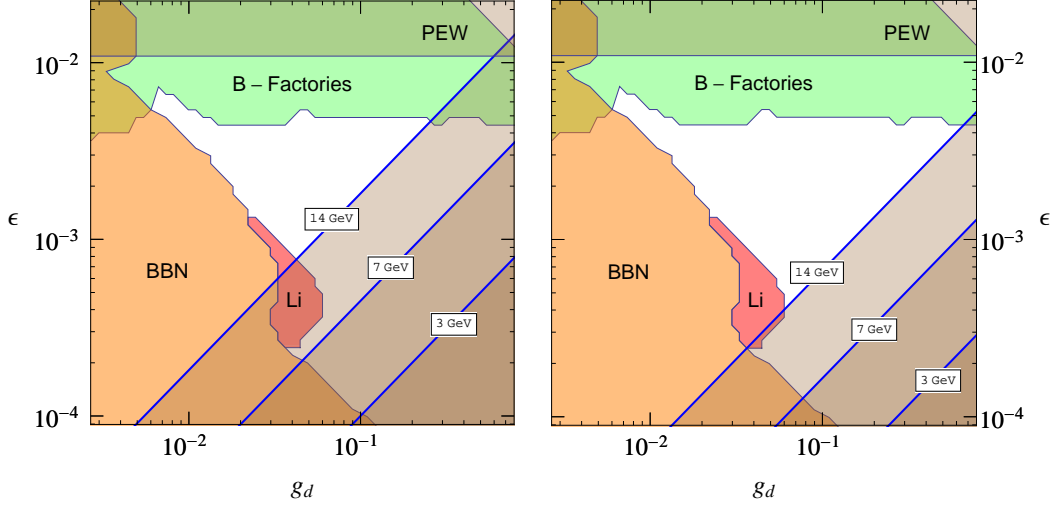 PEW
B – Factories
14 GeV
7 GeV
3 GeV
BBN
Li
10⁻²
10⁻³
10⁻⁴
ϵ
10⁻²
10⁻¹
g_d
PEW
B – Factories
14 GeV
7 GeV
3 GeV
BBN
Li
10⁻²
10⁻³
10⁻⁴
ϵ
10⁻²
10⁻¹
g_d